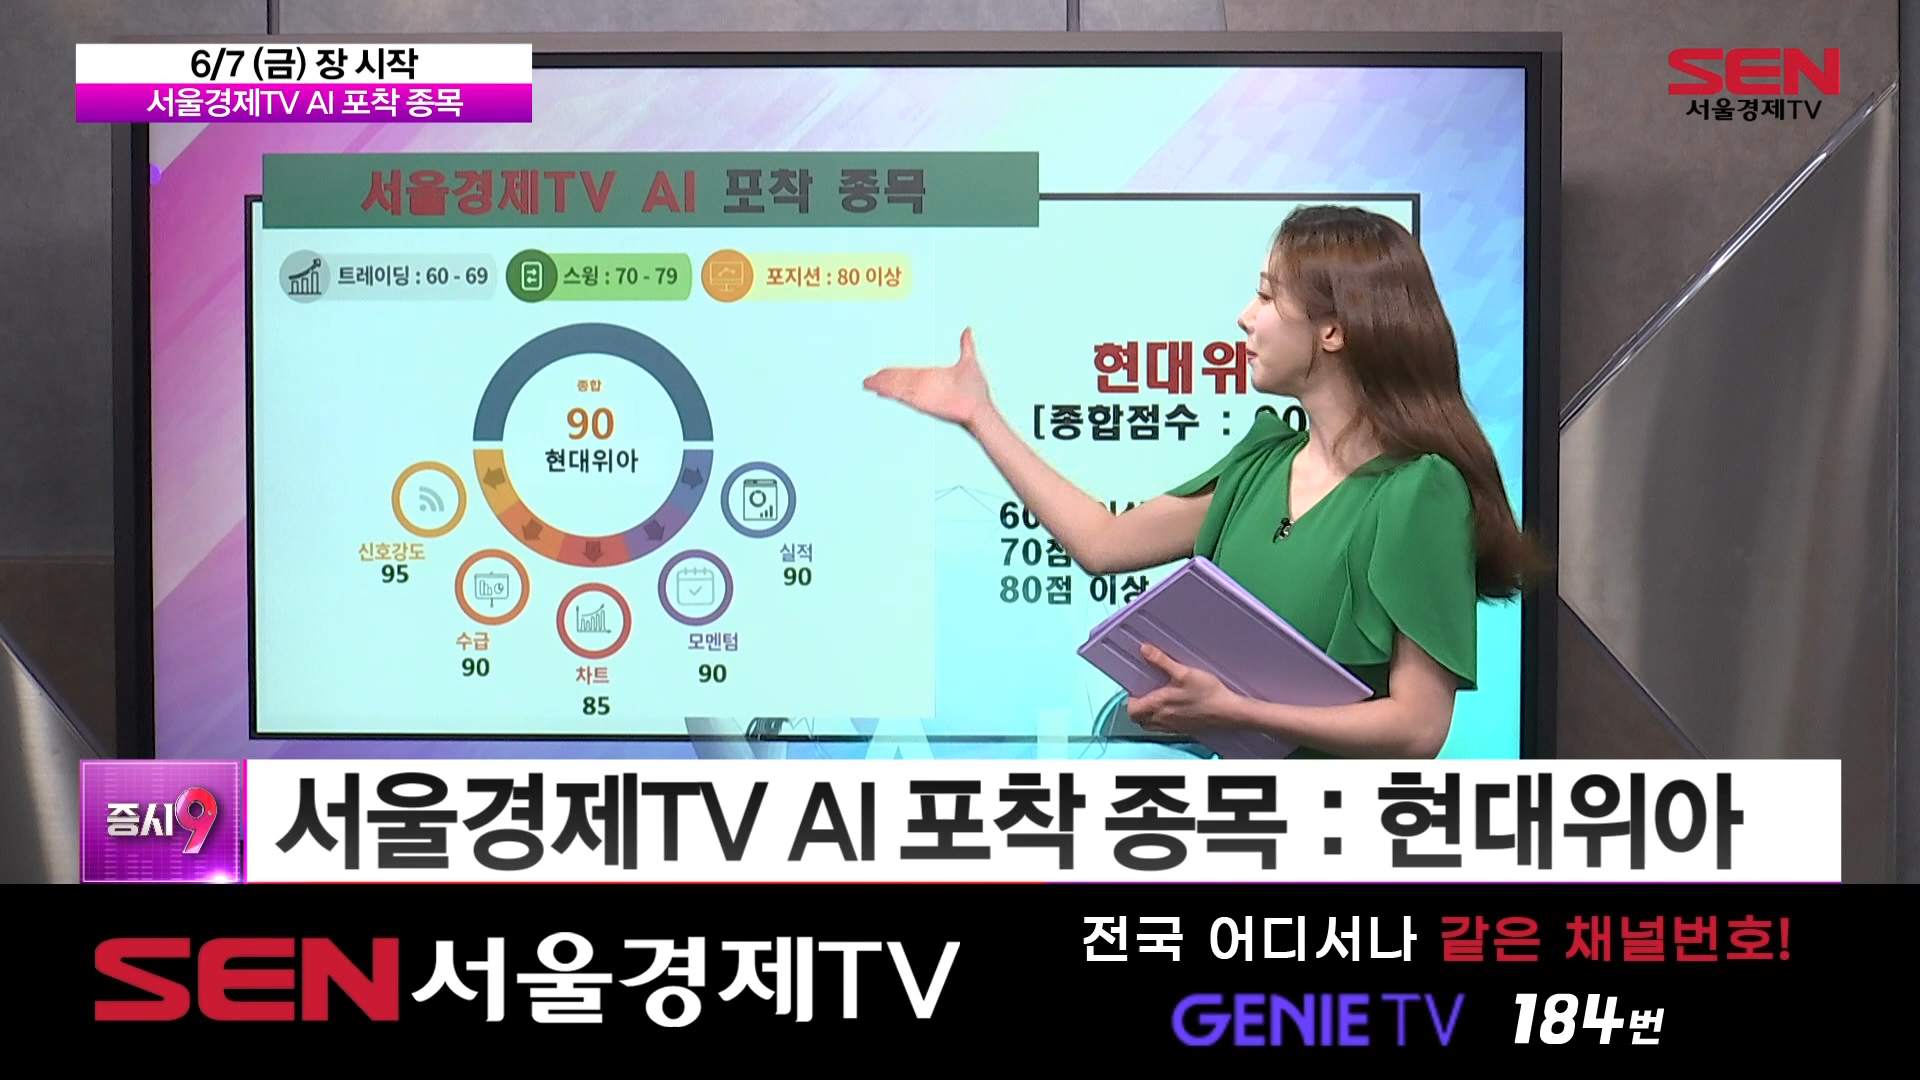 6/7 (금) 장 시작
서울경제TV AI 포착 종목
SEN
서울경제TV
서울경제TV AI 포착 종목
트레이딩 : 60 - 69
스윙 : 70 - 79
포지션 : 80 이상
종합
90
현대위아
신호강도
95
수급
90
차트
85
모멘텀
90
실적
90
현대위
[종합점수 :
70점
80점 이상
증시9
서울경제TV AI 포착 종목 : 현대위아
SEN 서울경제TV
전국 어디서나 같은 채널번호!
GENIE TV 184번